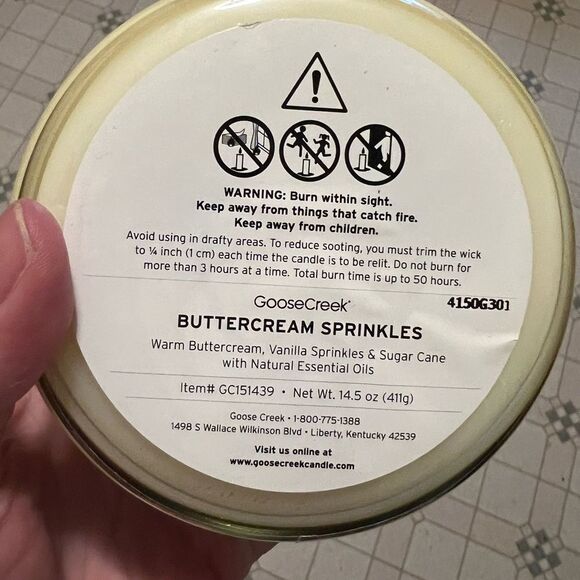 WARNING: Burn within sight.
Keep away from things that catch fire.
Keep away from children.
Avoid using in drafty areas. To reduce sooting, you must trim the wick
to ¼ inch (1 cm) each time the candle is to be relit. Do not burn for
more than 3 hours at a time. Total burn time is up to 50 hours.
4150G301
GooseCreek®
BUTTERCREAM SPRINKLES
Warm Buttercream, Vanilla Sprinkles & Sugar Cane
with Natural Essential Oils
Item# GC151439 • Net Wt. 14.5 oz (411g)
Goose Creek • 1-800-775-1388
1498 S Wallace Wilkinson Blvd • Liberty, Kentucky 42539
Visit us online at
www.goosecreekcandle.com